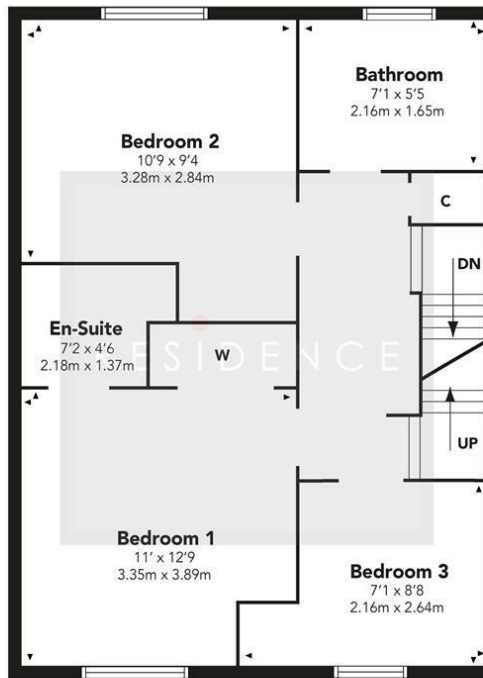 Bathroom
7'1 x 5'5
2.16m x 1.65m
Bedroom 2
10'9 x 9'4
3.28m x 2.84m
C
DN
En-Suite
7'2 x 4'6
2.18m x 1.37m
W
RESIDENCE
UP
Bedroom 1
11' x 12'9
3.35m x 3.89m
Bedroom 3
7'1 x 8'8
2.16m x 2.64m